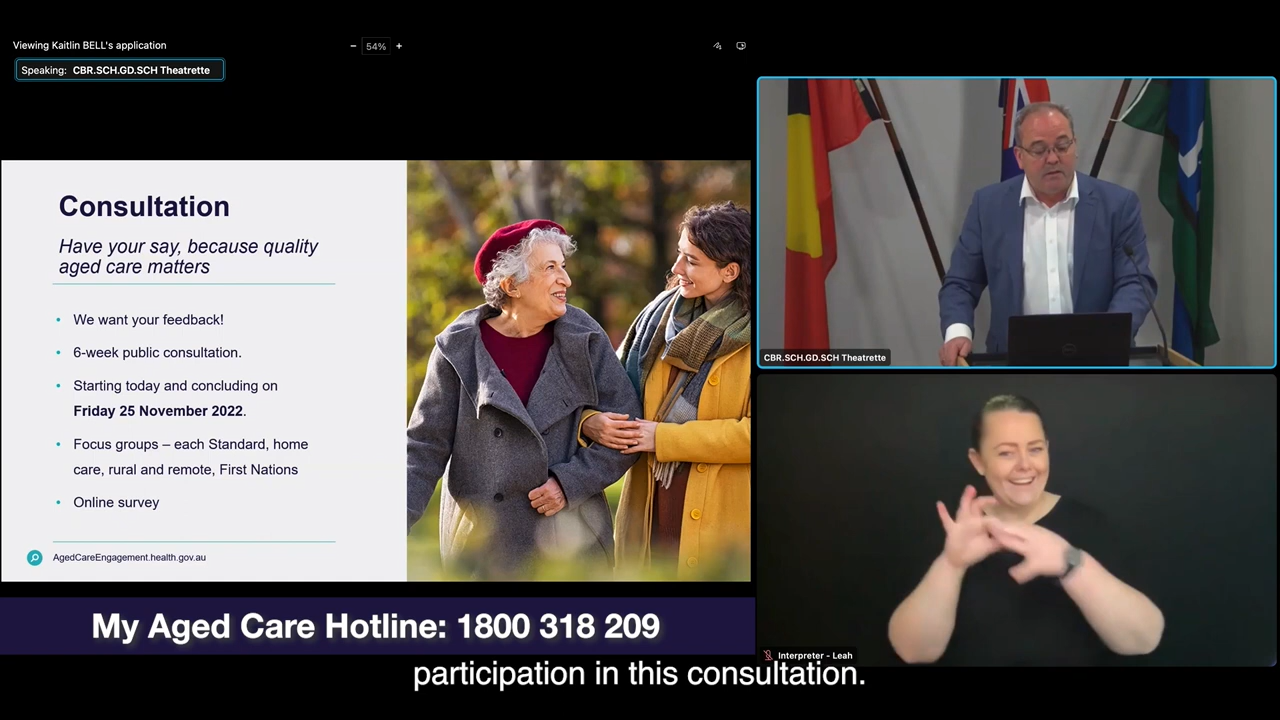 Viewing Kaitlin BELL's application
− 54% +
Speaking: CBR.SCH.GD.SCH Theatrette
Consultation
Have your say, because quality
aged care matters
• We want your feedback!
• 6-week public consultation.
• Starting today and concluding on
Friday 25 November 2022.
• Focus groups – each Standard, home
care, rural and remote, First Nations
• Online survey
AgedCareEngagement.health.gov.au
CBR.SCH.GD.SCH Theatrette
Interpreter - Leah
My Aged Care Hotline: 1800 318 209
participation in this consultation.